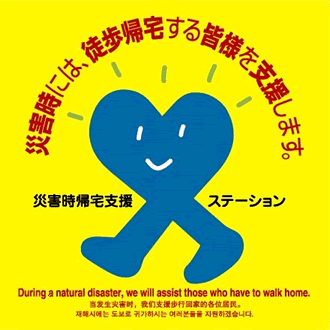 災害時には、徒歩帰宅する皆様を支援します。
災害時帰宅支援 ステーション
During a natural disaster, we will assist those who have to walk home.
当发生灾害时，我们支援步行回家的各位居民。
재해시에는 도보로 귀가하시는 여러분들을 지원하겠습니다.